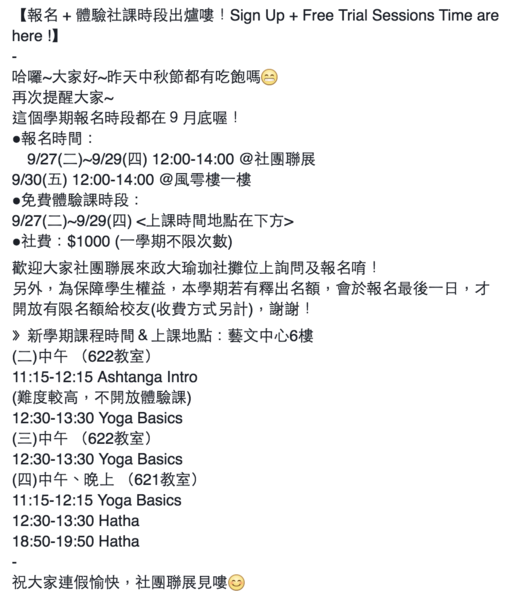 【報名 + 體驗社課時段出爐嘍！Sign Up + Free Trial Sessions Time are
here !】
-
哈囉~大家好~昨天中秋節都有吃飽嗎😁
再次提醒大家~
這個學期報名時段都在 9 月底喔！
●報名時間：
9/27(二)~9/29(四) 12:00-14:00 @社團聯展
9/30(五) 12:00-14:00 @風雩樓一樓
●免費體驗課時段：
9/27(二)~9/29(四) <上課時間地點在下方>
●社費：$1000 (一學期不限次數)
歡迎大家社團聯展來政大瑜珈社攤位上詢問及報名唷！
另外，為保障學生權益，本學期若有釋出名額，會於報名最後一日，才
開放有限名額給校友(收費方式另計)，謝謝！
》新學期課程時間＆上課地點：藝文中心6樓
(二)中午 （622教室）
11:15-12:15 Ashtanga Intro
(難度較高，不開放體驗課)
12:30-13:30 Yoga Basics
(三)中午 （622教室）
12:30-13:30 Yoga Basics
(四)中午、晚上 （621教室）
11:15-12:15 Yoga Basics
12:30-13:30 Hatha
18:50-19:50 Hatha
-
祝大家連假愉快，社團聯展見嘍😊